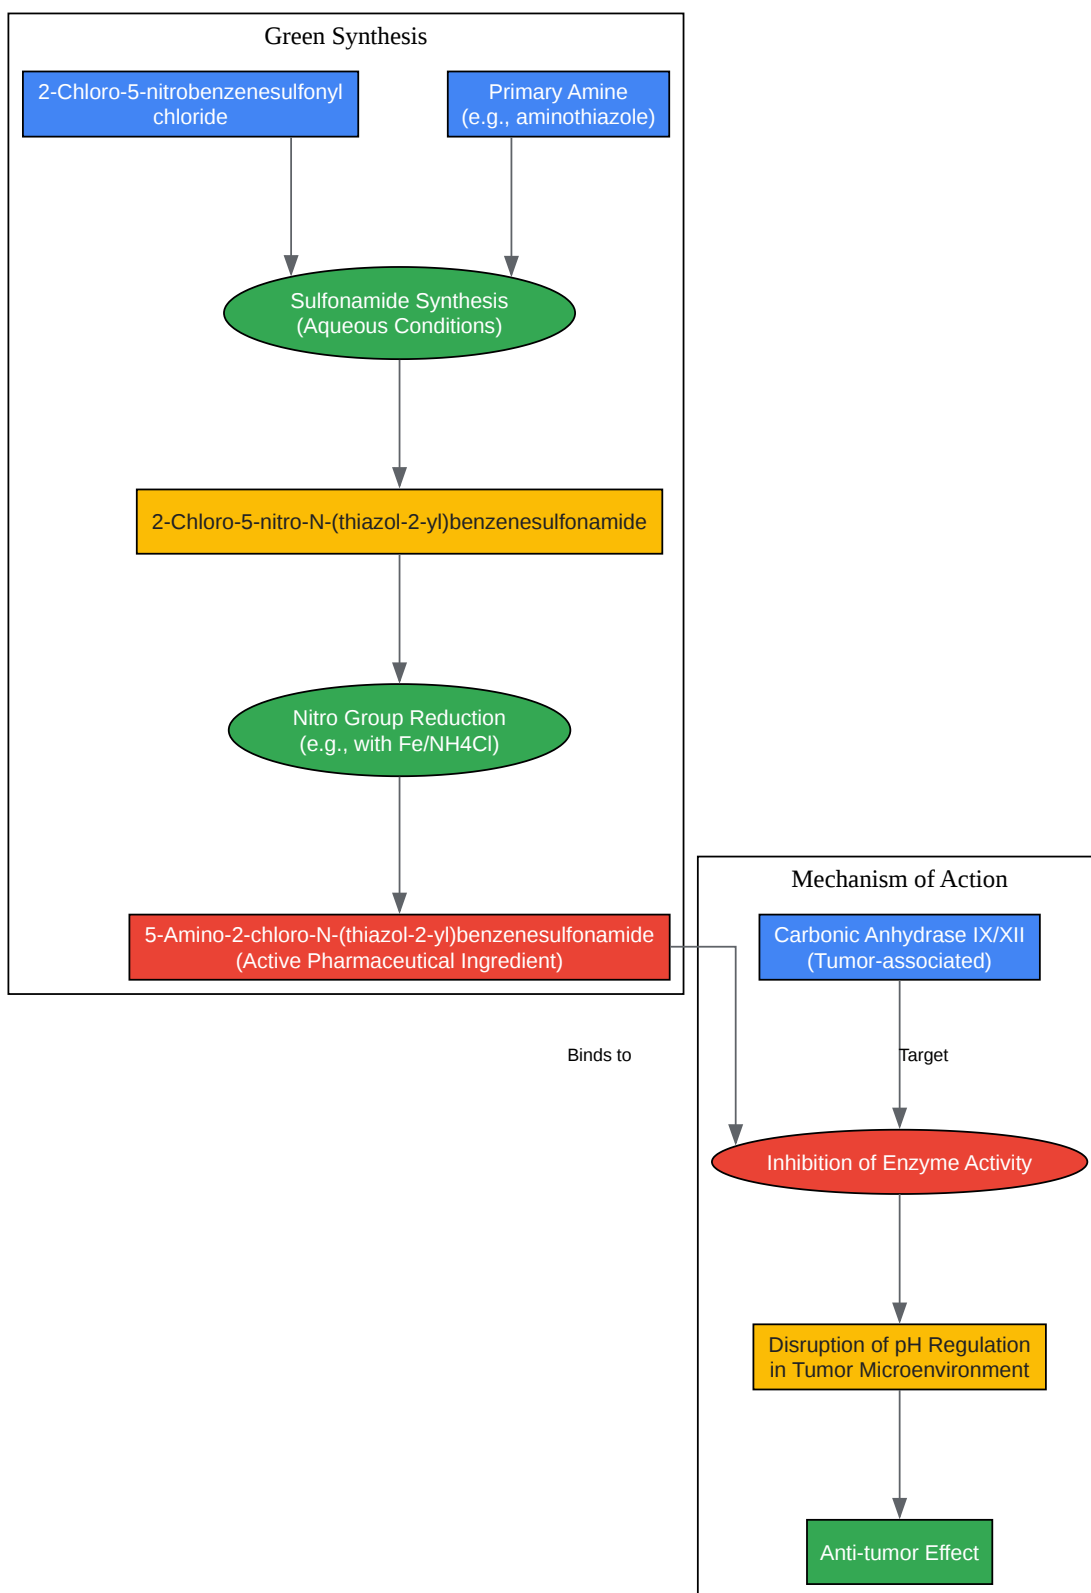 Green Synthesis
2-Chloro-5-nitrobenzenesulfonyl
chloride
Primary Amine
(e.g., aminothiazole)
Sulfonamide Synthesis
(Aqueous Conditions)
2-Chloro-5-nitro-N-(thiazol-2-yl)benzenesulfonamide
Nitro Group Reduction
(e.g., with Fe/NH4Cl)
5-Amino-2-chloro-N-(thiazol-2-yl)benzenesulfonamide
(Active Pharmaceutical Ingredient)
Mechanism of Action
Carbonic Anhydrase IX/XII
(Tumor-associated)
Binds to
Target
Inhibition of Enzyme Activity
Disruption of pH Regulation
in Tumor Microenvironment
Anti-tumor Effect